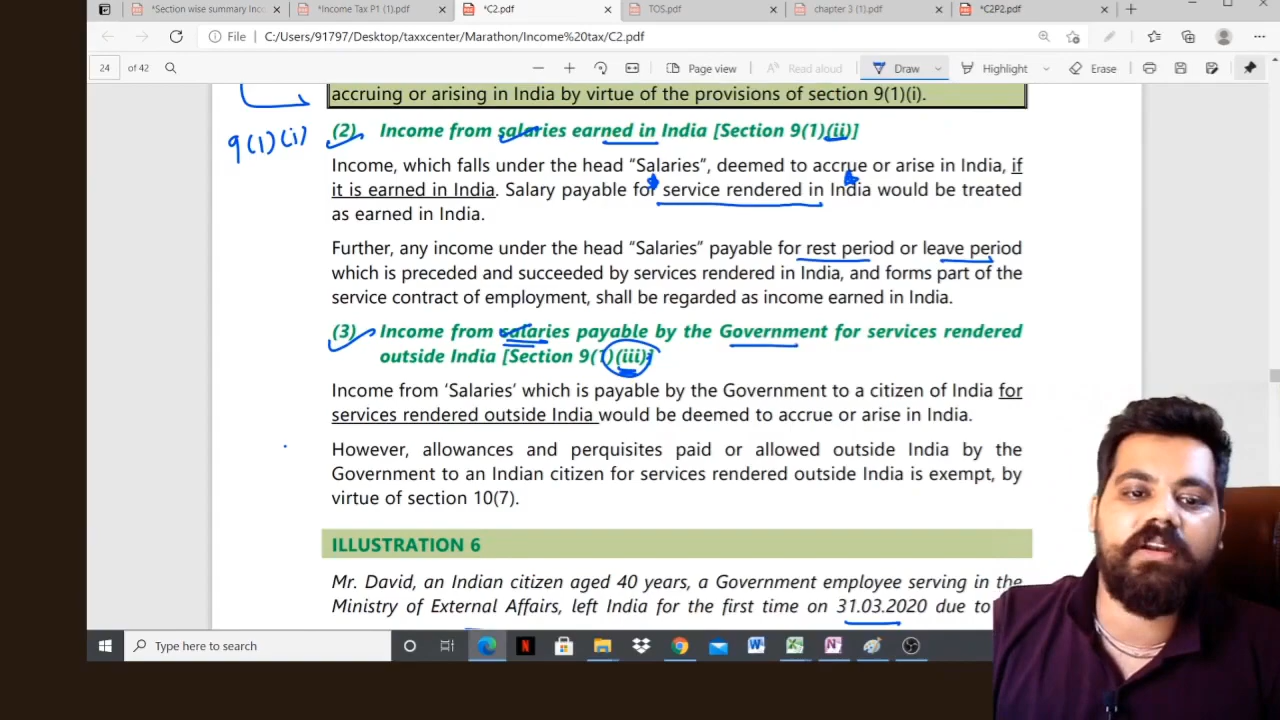 *Section wise summary Inco
*Income Tax P1 (1).pdf
*C2.pdf
TOS.pdf
chapter 3 (1).pdf
*C2P2.pdf
File
C:/Users/91797/Desktop/taxxcenter/Marathon/Income%20tax/C2.pdf
24 of 42
Page view
Read aloud
Draw
Highlight
Erase
accruing or arising in India by virtue of the provisions of section 9(1)(i).
9(1)(i)
(2) Income from salaries earned in India [Section 9(1)(ii)]
Income, which falls under the head “Salaries”, deemed to accrue or arise in India, if
it is earned in India. Salary payable for service rendered in India would be treated
as earned in India.
Further, any income under the head “Salaries” payable for rest period or leave period
which is preceded and succeeded by services rendered in India, and forms part of the
service contract of employment, shall be regarded as income earned in India.
(3) Income from salaries payable by the Government for services rendered
outside India [Section 9(1)(iii)]
Income from ‘Salaries’ which is payable by the Government to a citizen of India for
services rendered outside India would be deemed to accrue or arise in India.
However, allowances and perquisites paid or allowed outside India by the
Government to an Indian citizen for services rendered outside India is exempt, by
virtue of section 10(7).
ILLUSTRATION 6
Mr. David, an Indian citizen aged 40 years, a Government employee serving in the
Ministry of External Affairs, left India for the first time on 31.03.2020 due to
Type here to search